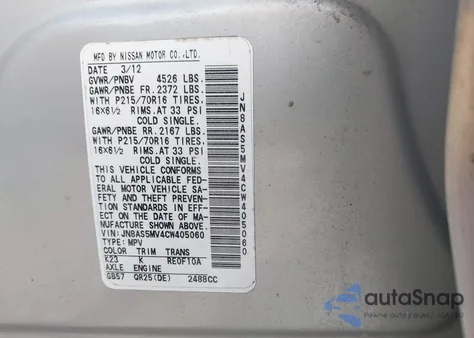 MFD BY NISSAN MOTOR CO.,LTD.
DATE 3/12
GVWR/PNBV 4526 LBS.
GAWR/PNBE FR. 2372 LBS.
WITH P215/70R16 TIRES.
16X6½ RIMS.AT 33 PSI
COLD SINGLE.
GAWR/PNBE RR. 2167 LBS.
WITH P215/70R16 TIRES.
16X6½ RIMS.AT 33 PSI
COLD SINGLE.
THIS VEHICLE CONFORMS
TO ALL APPLICABLE FED-
ERAL MOTOR VEHICLE SA-
FETY AND THEFT PREVEN-
TION STANDARDS IN EFF-
ECT ON THE DATE OF MA-
NUFACTURE SHOWN ABOVE.
VIN: JN8AS5MV4CW405060
TYPE: MPV
COLOR TRIM TRANS
K23 K RE0F10A
AXLE ENGINE
GB57 QR25(DE) 2488CC
JN8AS5MV4CW405060
autoSnap
Pewne auto z USA